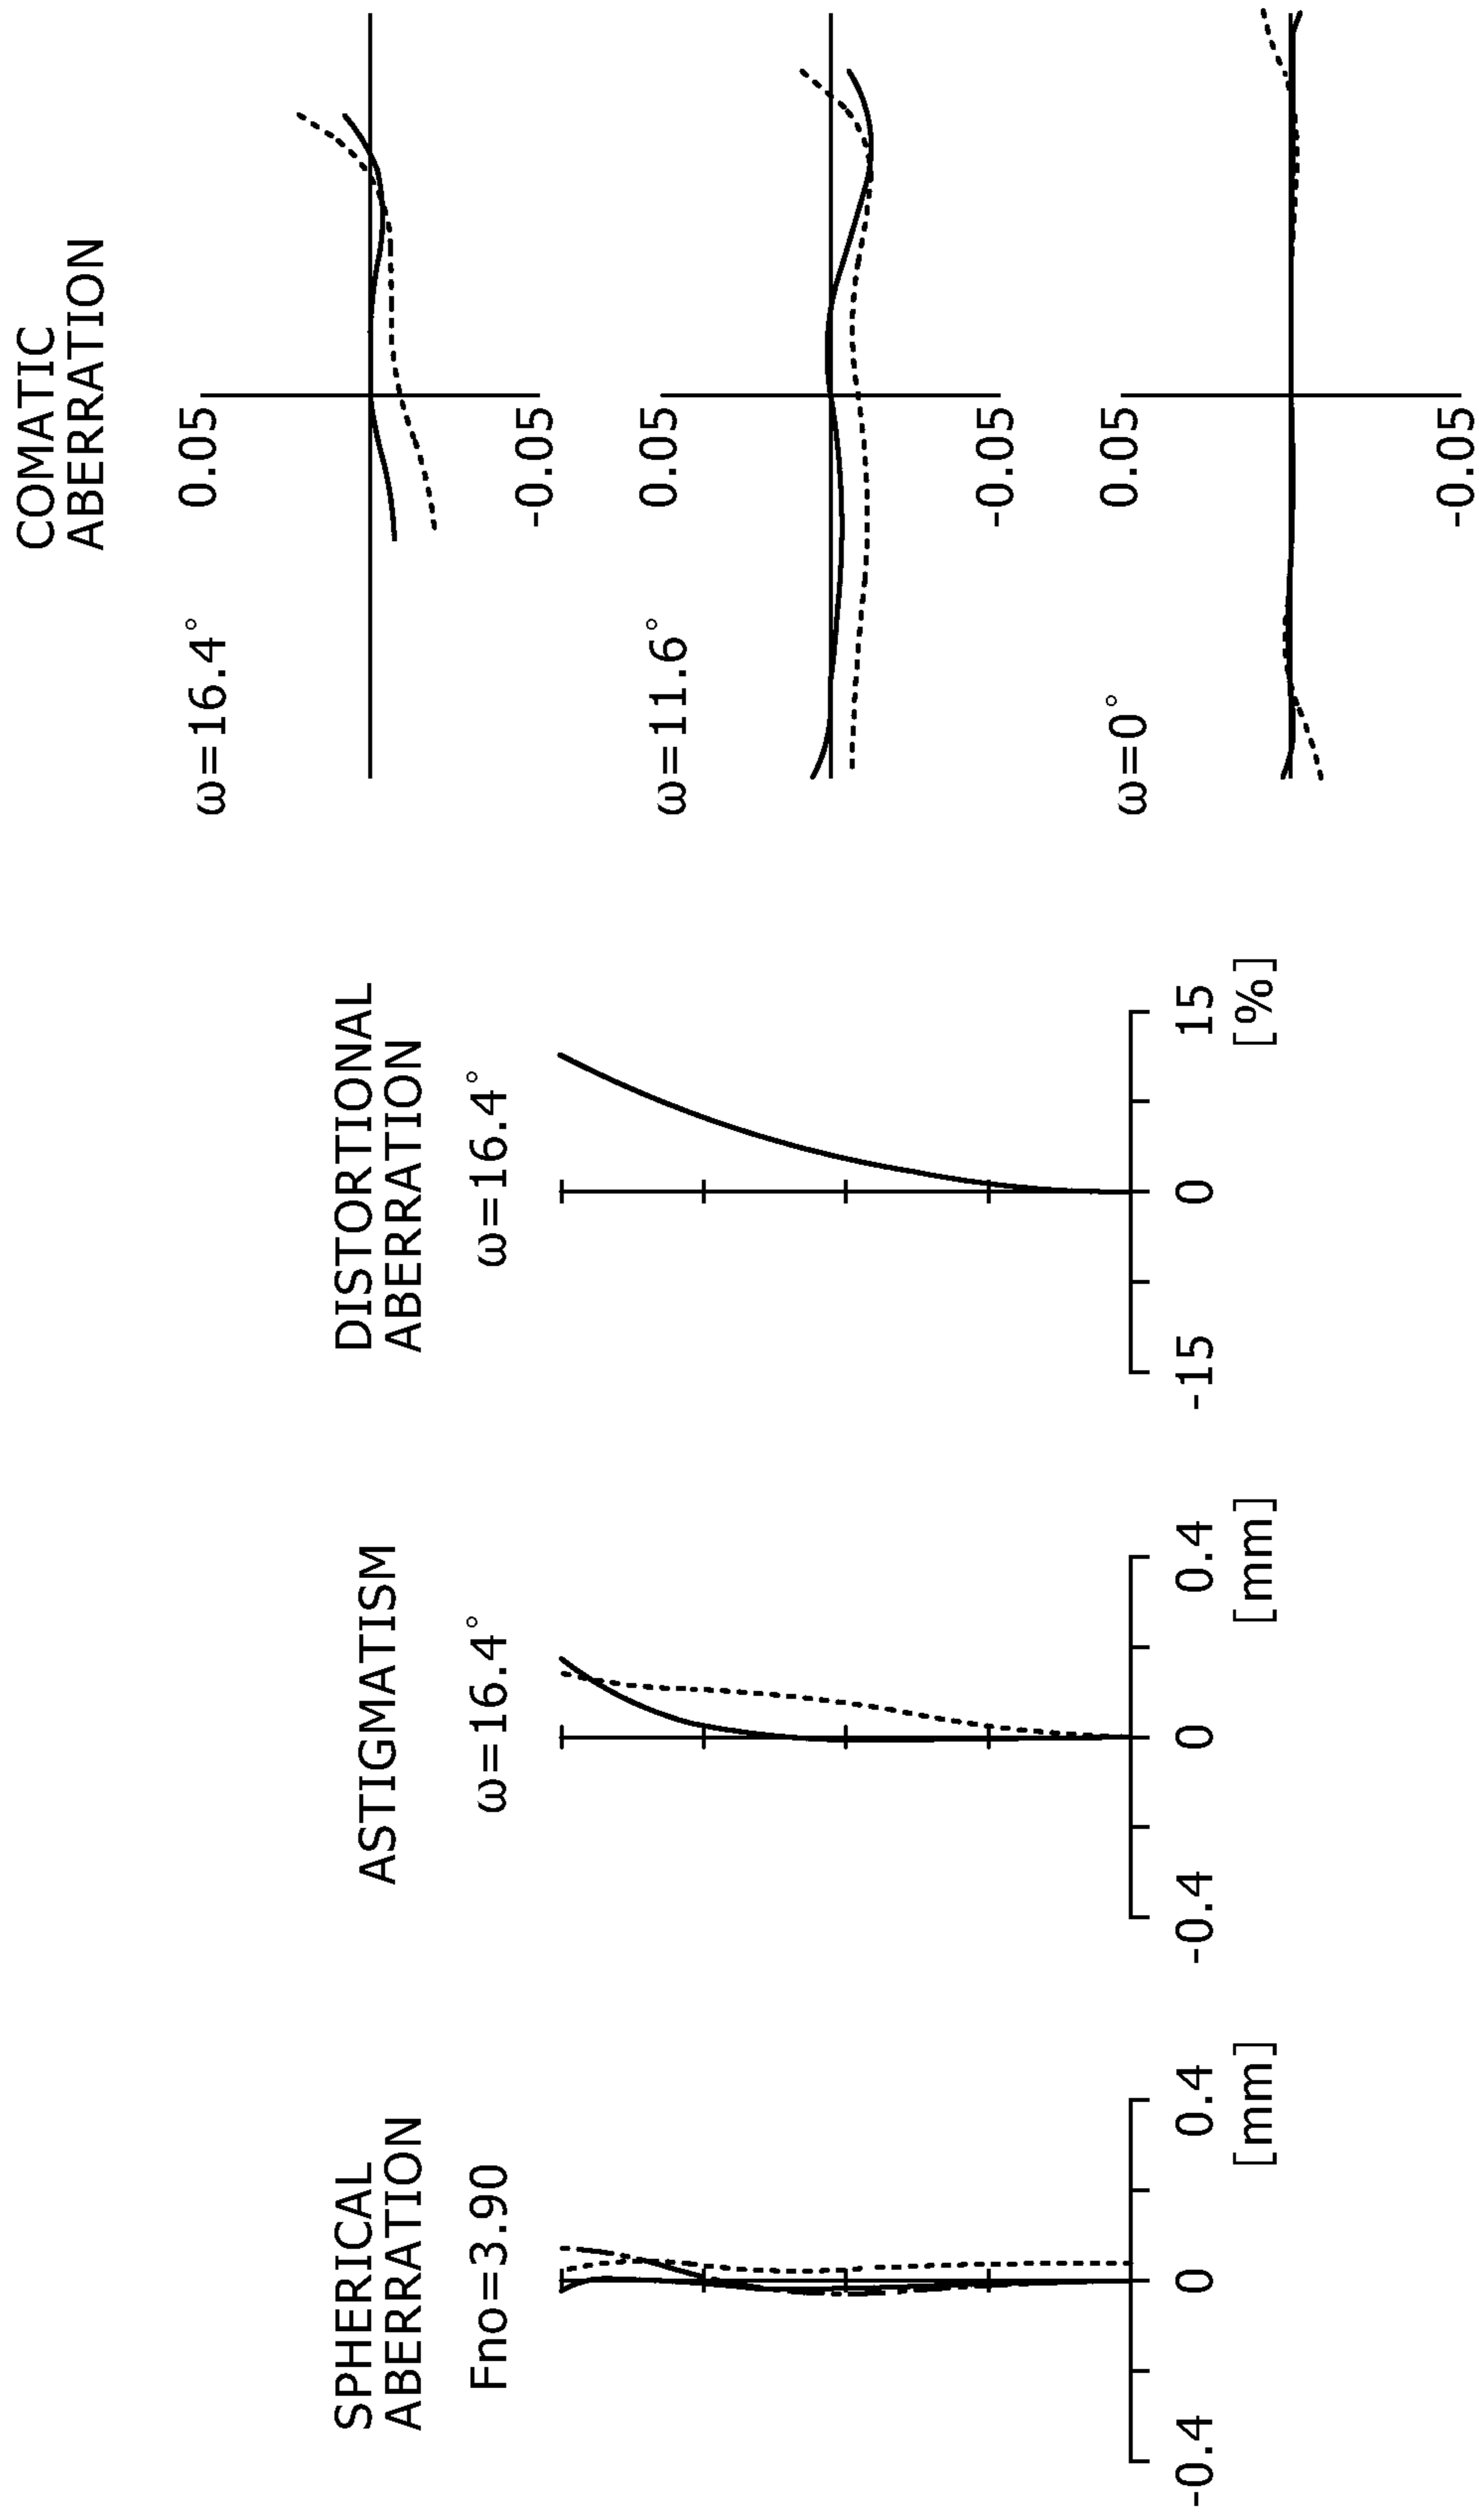 SPHERICAL
ABERRATION
Fno=3.90
-0.4
0
0.4
[mm]
ASTIGMATISM
ω=16.4°
-0.4
0
0.4
[mm]
DISTORTIONAL
ABERRATION
ω=16.4°
-15
0
15
[%]
COMATIC
ABERRATION
ω=16.4°
0.05
-0.05
ω=11.6°
0.05
-0.05
ω=0°
0.05
-0.05